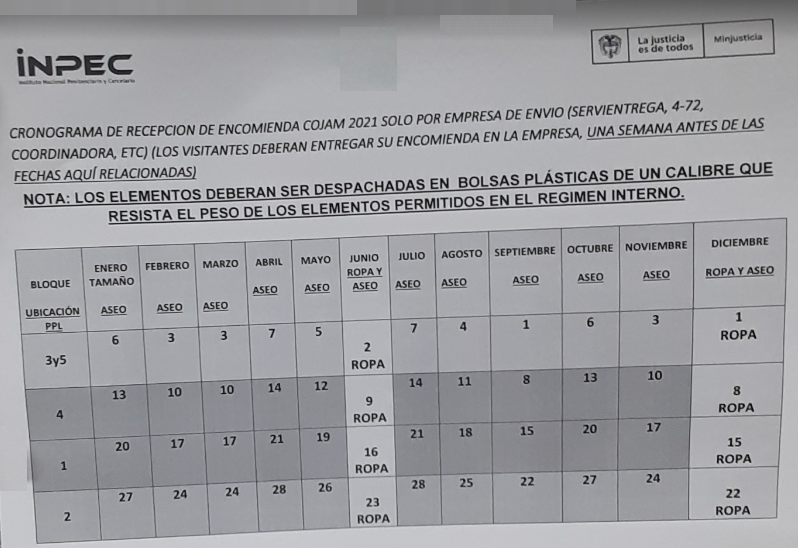 INPEC
Instituto Nacional Penitenciario y Carcelario
La justicia
es de todos
Minjusticia
CRONOGRAMA DE RECEPCION DE ENCOMIENDA COJAM 2021 SOLO POR EMPRESA DE ENVIO (SERVIENTREGA, 4-72,
COORDINADORA, ETC) (LOS VISITANTES DEBERAN ENTREGAR SU ENCOMIENDA EN LA EMPRESA, UNA SEMANA ANTES DE LAS
FECHAS AQUÍ RELACIONADAS)
NOTA: LOS ELEMENTOS DEBERAN SER DESPACHADAS EN BOLSAS PLÁSTICAS DE UN CALIBRE QUE
RESISTA EL PESO DE LOS ELEMENTOS PERMITIDOS EN EL REGIMEN INTERNO.
BLOQUE UBICACIÓN PPL ENERO TAMAÑO ASEO FEBRERO ASEO MARZO ASEO ABRIL ASEO MAYO ASEO JUNIO ROPA Y ASEO JULIO ASEO AGOSTO ASEO SEPTIEMBRE ASEO OCTUBRE ASEO NOVIEMBRE ASEO DICIEMBRE ROPA Y ASEO
3y5 6 3 3 7 5 2 ROPA 7 4 1 6 3 1 ROPA
4 13 10 10 14 12 9 ROPA 14 11 8 13 10 8 ROPA
1 20 17 17 21 19 16 ROPA 21 18 15 20 17 15 ROPA
2 27 24 24 28 26 23 ROPA 28 25 22 27 24 22 ROPA